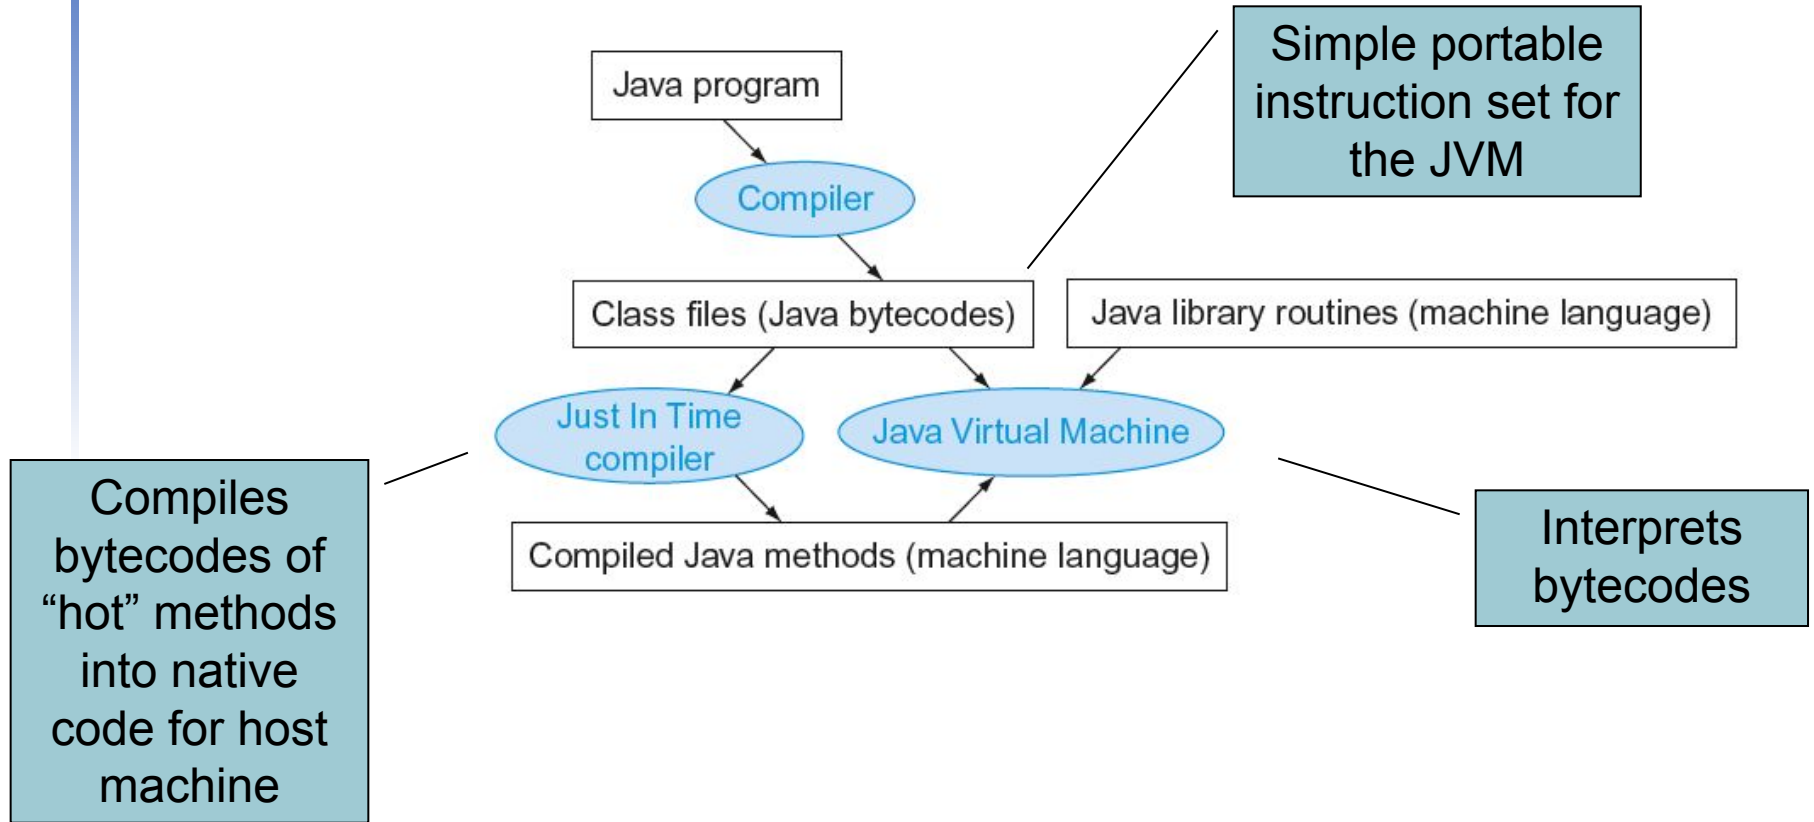 Java program
Simple portable
instruction set for
the JVM
Compiler
Class files (Java bytecodes)
Java library routines (machine language)
Just In Time
compiler
Java Virtual Machine
Compiles
bytecodes of
“hot” methods
into native
code for host
machine
Compiled Java methods (machine language)
Interprets
bytecodes